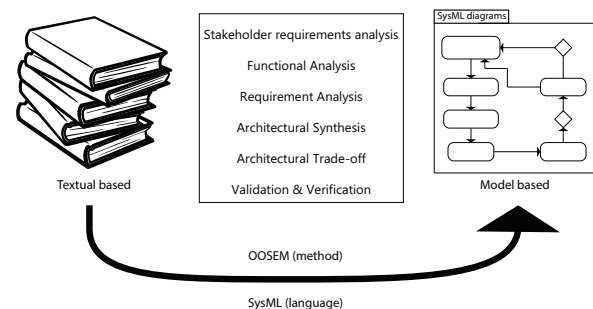 SysML diagrams
Stakeholder requirements analysis
Functional Analysis
Requirement Analysis
Architectural Synthesis
Architectural Trade-off
Validation & Verification
Textual based
Model based
OOSEM (method)
SysML (language)